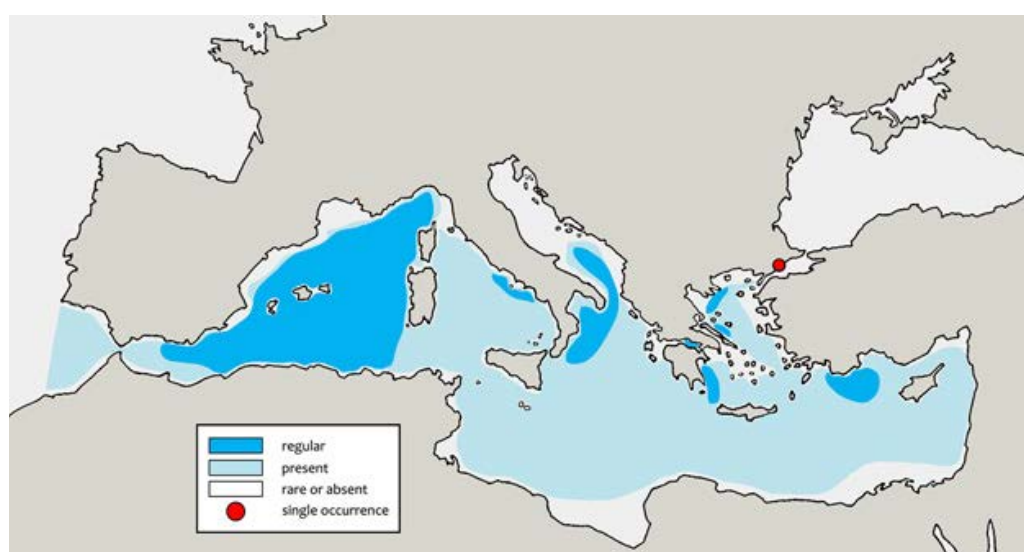 regular
present
rare or absent
single occurrence